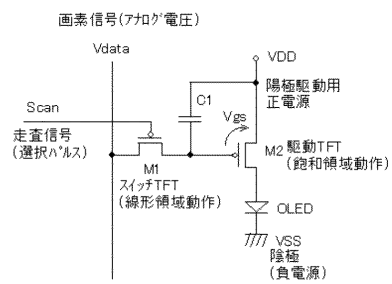 画素信号(アナログ電圧)
Vdata
VDD
陽極駆動用
正電源
Scan
走査信号
(選択パルス)
C1
Vgs
M1
スイッチTFT
(線形領域動作)
M2 駆動TFT
(飽和領域動作)
OLED
VSS
陰極
(負電源)